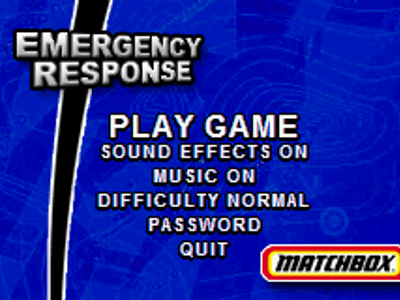 EMERGENCY
RESPONSE
PLAY GAME
SOUND EFFECTS ON
MUSIC ON
DIFFICULTY NORMAL
PASSWORD
QUIT
MATCHBOX